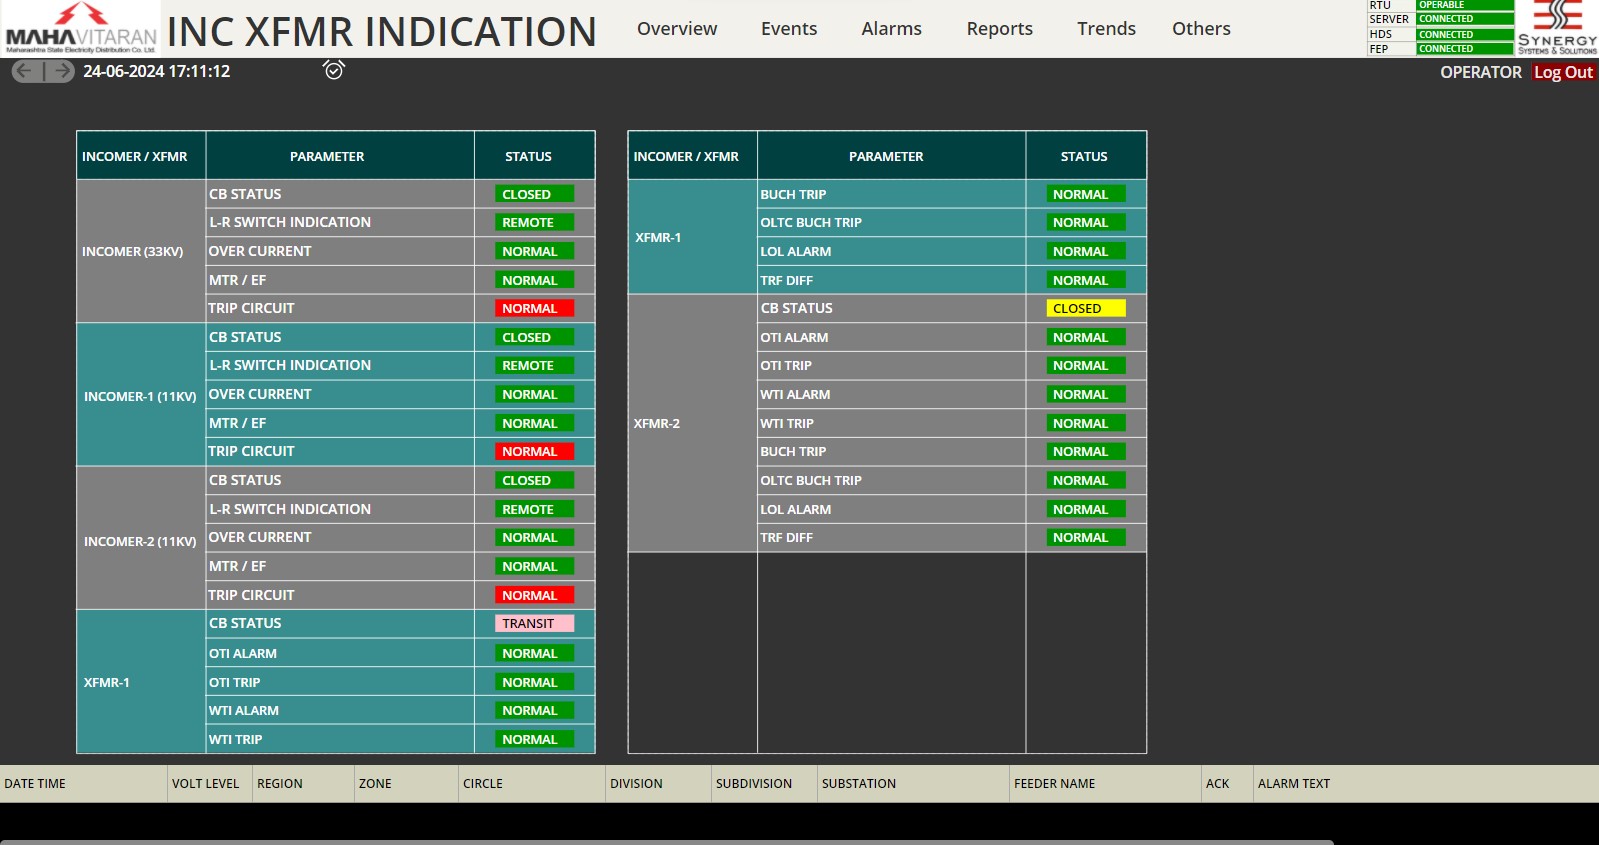 MAHAVITARAN
Maharashtra State Electricity Distribution Co. Ltd.
INC XFMR INDICATION
Overview Events Alarms Reports Trends Others
RTU OPERABLE
SERVER CONNECTED
HDS CONNECTED
FEP CONNECTED
SYNERGY
SYSTEMS & SOLUTIONS
24-06-2024 17:11:12
OPERATOR Log Out
INCOMER / XFMR PARAMETER STATUS
INCOMER (33KV)
CB STATUS CLOSED
L-R SWITCH INDICATION REMOTE
OVER CURRENT NORMAL
MTR / EF NORMAL
TRIP CIRCUIT NORMAL
INCOMER-1 (11KV)
CB STATUS CLOSED
L-R SWITCH INDICATION REMOTE
OVER CURRENT NORMAL
MTR / EF NORMAL
TRIP CIRCUIT NORMAL
INCOMER-2 (11KV)
CB STATUS CLOSED
L-R SWITCH INDICATION REMOTE
OVER CURRENT NORMAL
MTR / EF NORMAL
TRIP CIRCUIT NORMAL
XFMR-1
CB STATUS TRANSIT
OTI ALARM NORMAL
OTI TRIP NORMAL
WTI ALARM NORMAL
WTI TRIP NORMAL
INCOMER / XFMR PARAMETER STATUS
XFMR-1
BUCH TRIP NORMAL
OLTC BUCH TRIP NORMAL
LOL ALARM NORMAL
TRF DIFF NORMAL
XFMR-2
CB STATUS CLOSED
OTI ALARM NORMAL
OTI TRIP NORMAL
WTI ALARM NORMAL
WTI TRIP NORMAL
BUCH TRIP NORMAL
OLTC BUCH TRIP NORMAL
LOL ALARM NORMAL
TRF DIFF NORMAL
DATE TIME VOLT LEVEL REGION ZONE CIRCLE DIVISION SUBDIVISION SUBSTATION FEEDER NAME ACK ALARM TEXT